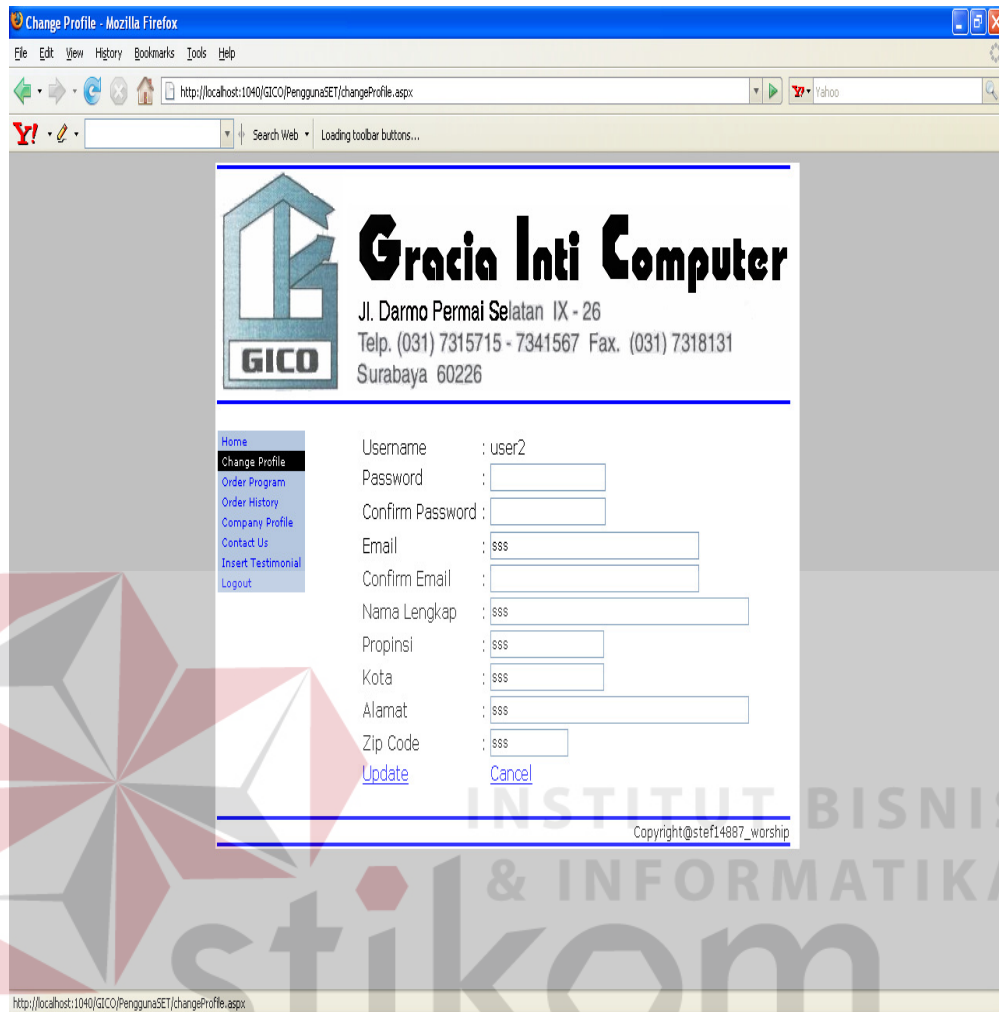 Change Profile - Mozilla Firefox
File Edit View History Bookmarks Tools Help
http://localhost:1040/GICO/PenggunaSET/changeProfile.aspx
Yahoo
Y! Search Web Loading toolbar buttons...
Gracia Inti Computer
Jl. Darmo Permai Selatan IX - 26
Telp. (031) 7315715 - 7341567 Fax. (031) 7318131
Surabaya 60226
GICO
Home
Change Profile
Order Program
Order History
Company Profile
Contact Us
Insert Testimonial
Logout
Username : user2
Password :
Confirm Password :
Email : sss
Confirm Email :
Nama Lengkap : sss
Propinsi : sss
Kota : sss
Alamat : sss
Zip Code : sss
Update Cancel
Copyright@stef14887_worship
INSTITUT BISNIS
& INFORMATIKA
stikom
http://localhost:1040/GICO/PenggunaSET/changeProfile.aspx